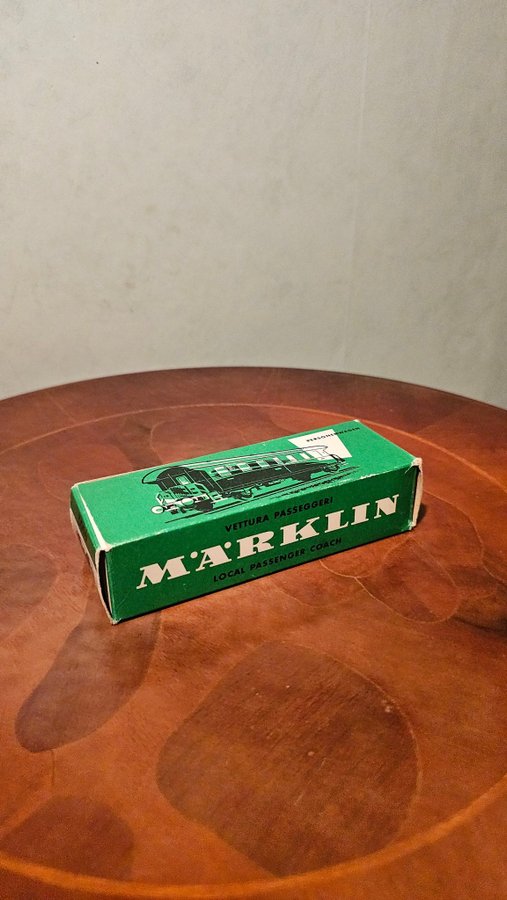 PERSONENWAGEN
VETTURA PASSEGGERI
MÄRKLIN
LOCAL PASSENGER COACH